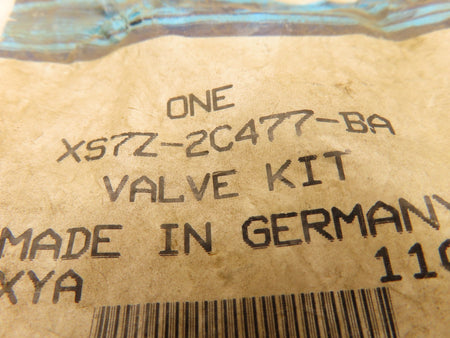 ONE
XS7Z-2C477-BA
VALVE KIT
MADE IN GERMANY
XYA 110